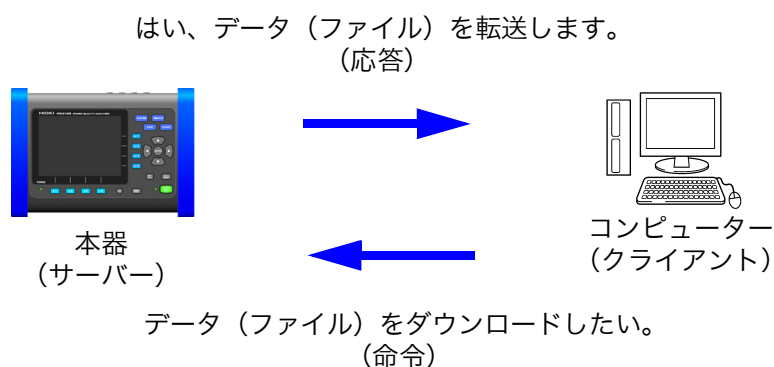 はい、データ（ファイル）を転送します。
（応答）
HIOKI
本器
（サーバー）
コンピューター
（クライアント）
データ（ファイル）をダウンロードしたい。
（命令）